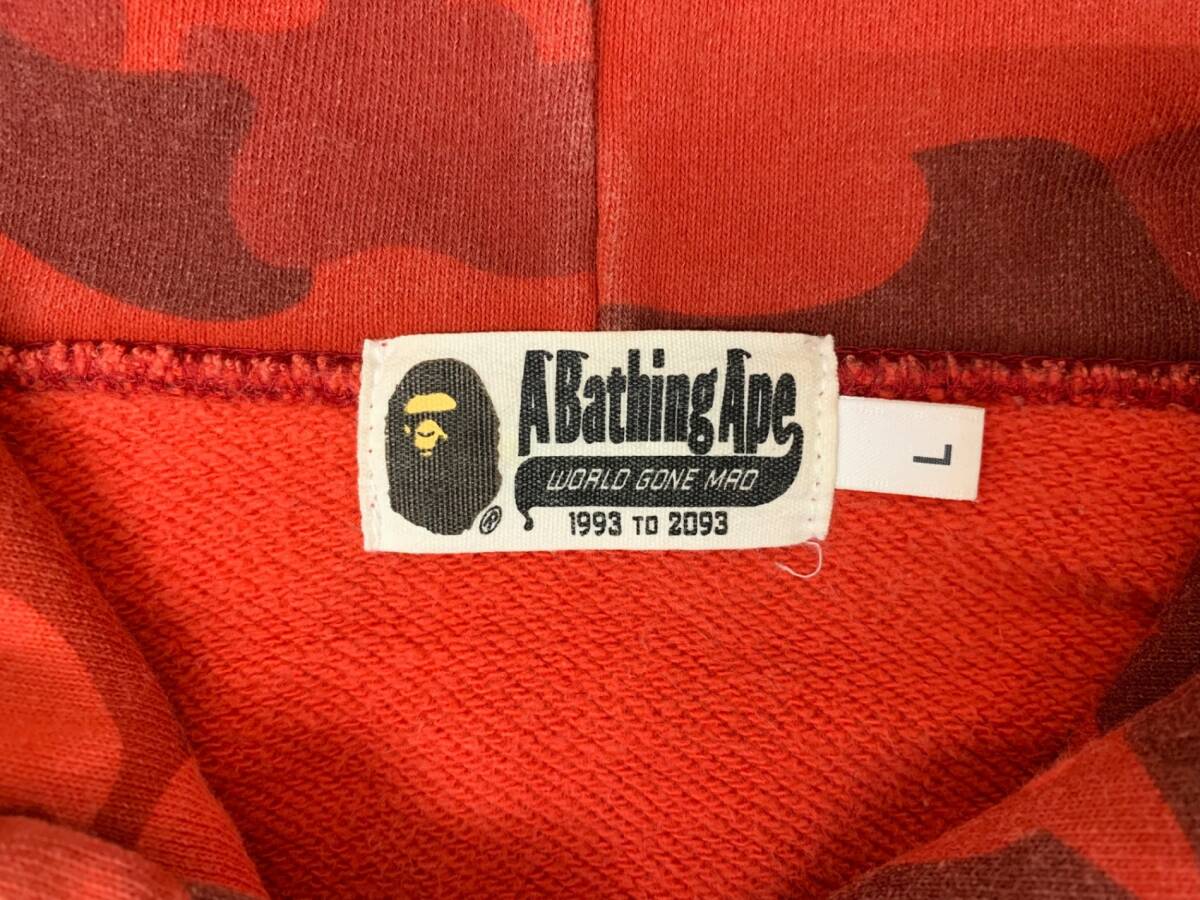 A Bathing Ape
WORLD GONE MAD
1993 TO 2093
®
L